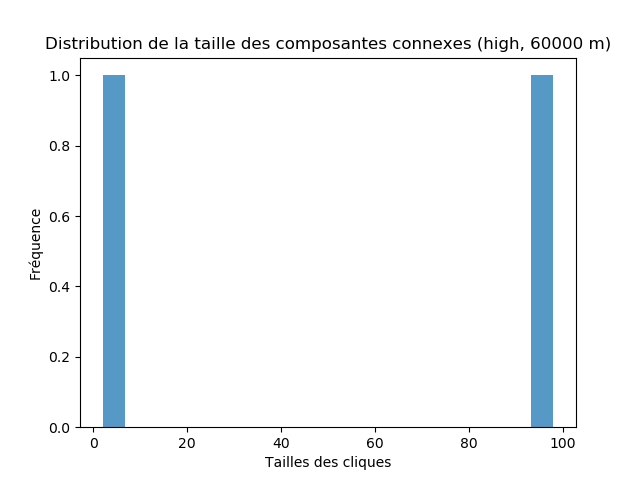 Distribution de la taille des composantes connexes (high, 60000 m)
1.0
0.8
0.6
0.4
0.2
0.0
Fréquence
0 20 40 60 80 100
Tailles des cliques